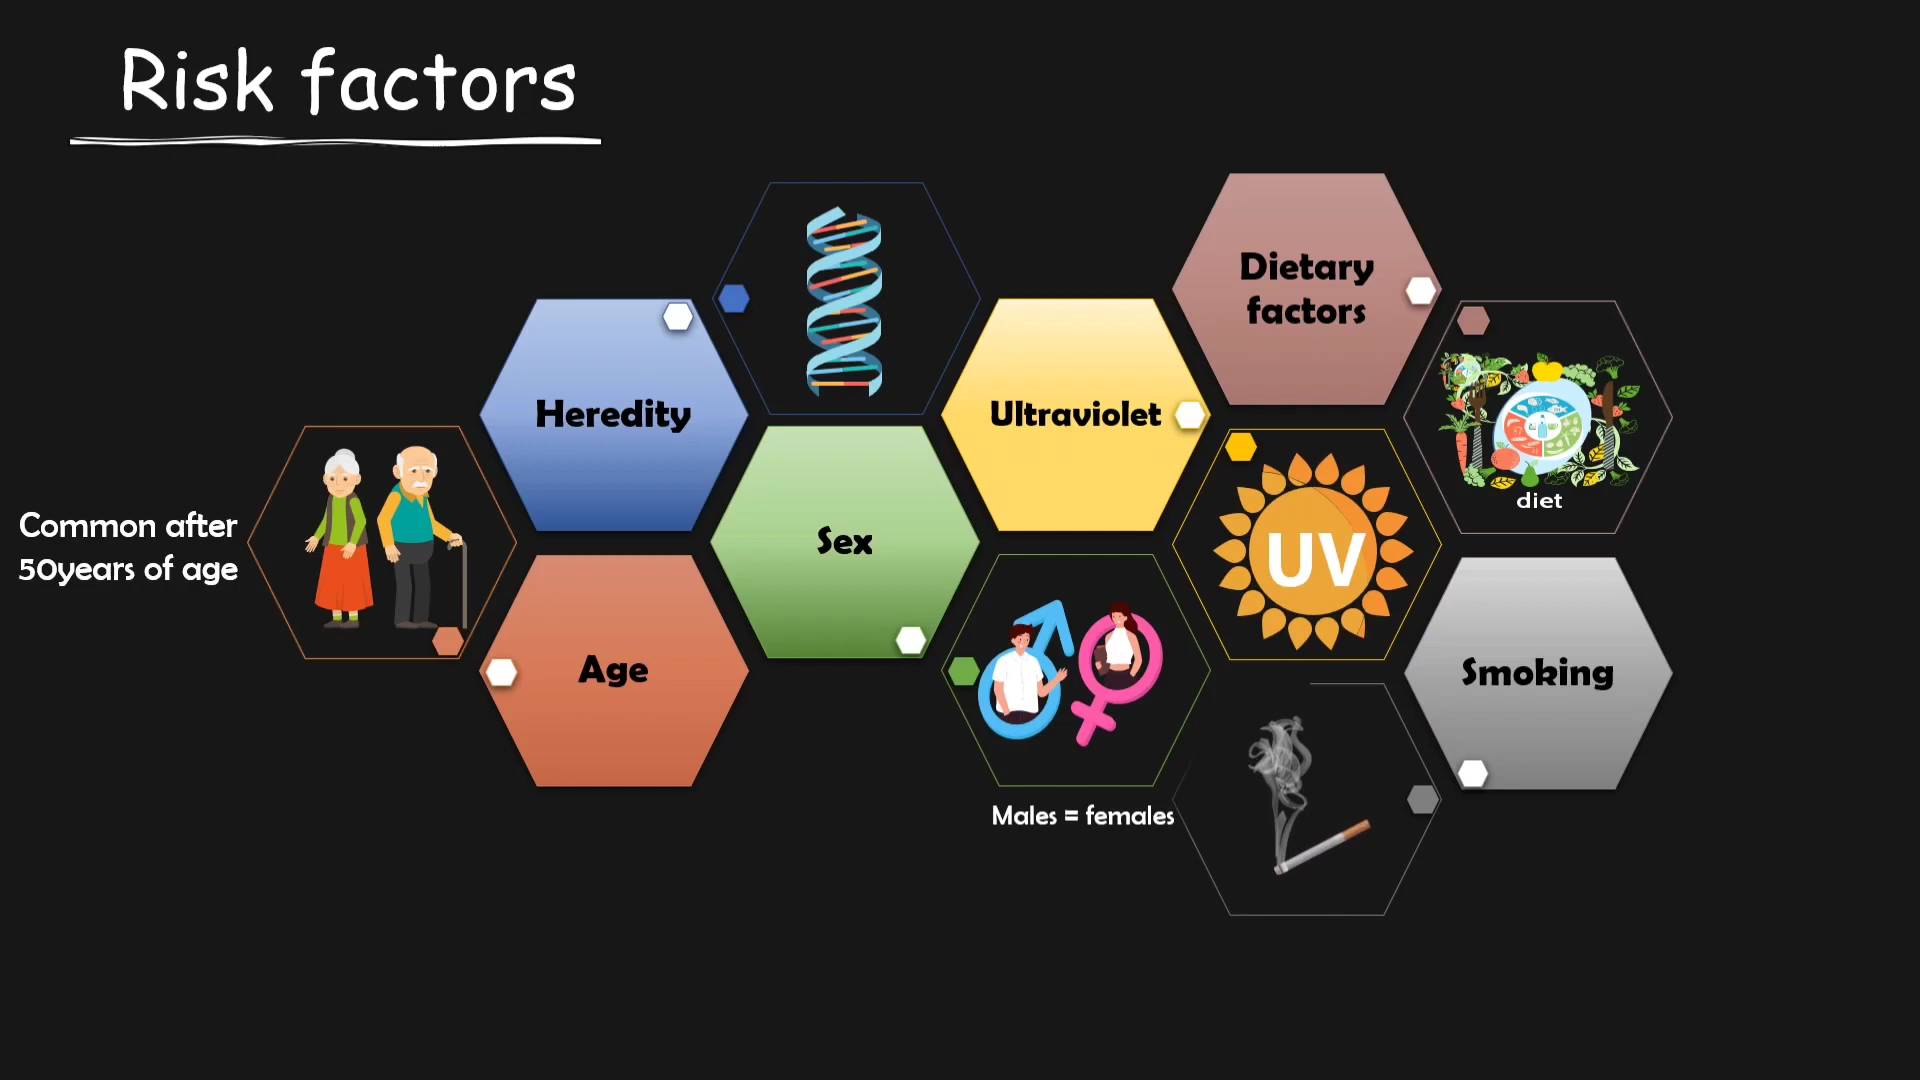 Risk factors
Dietary
factors
Heredity
Ultraviolet
diet
Common after
50years of age
Sex
UV
Age
Smoking
Males = females